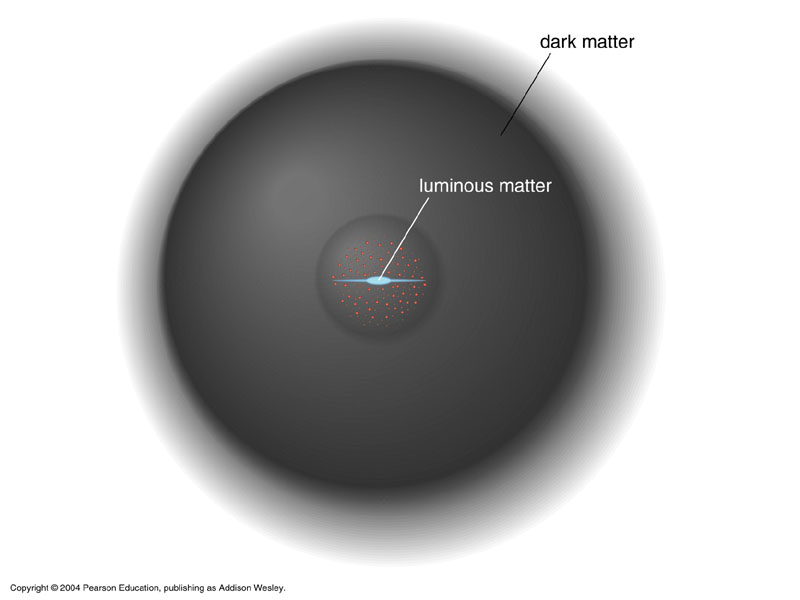 dark matter
luminous matter
Copyright © 2004 Pearson Education, publishing as Addison Wesley.